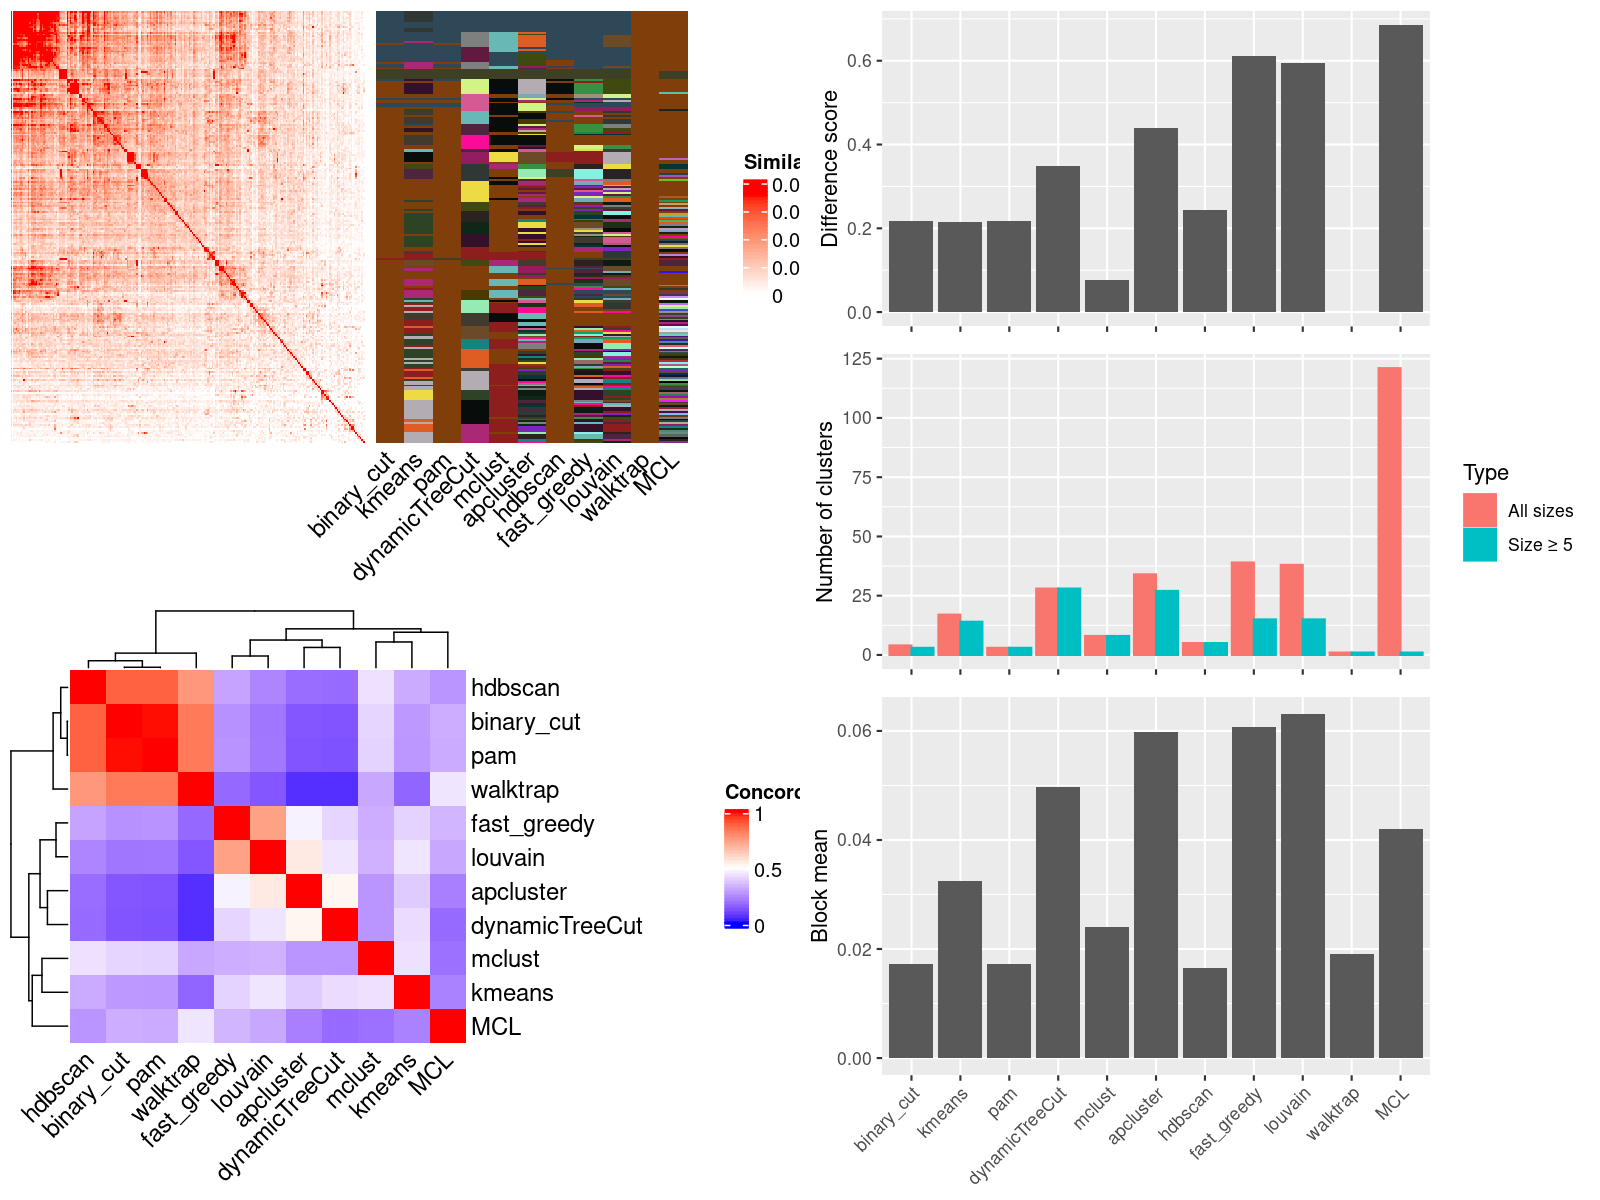 Simila
0.0
0.0
0.0
0.0
0
binary_cut
kmeans
pam
dynamicTreeCut
mclust
apcluster
hdbscan
fast_greedy
louvain
walktrap
MCL
hdbscan
binary_cut
pam
walktrap
fast_greedy
louvain
apcluster
dynamicTreeCut
mclust
kmeans
MCL
Concord
1
0.5
0
hdbscan
binary_cut
pam
walktrap
fast_greedy
louvain
apcluster
dynamicTreeCut
mclust
kmeans
MCL
Difference score
0.6
0.4
0.2
0.0
Number of clusters
125
100
75
50
25
0
Type
All sizes
Size ≥ 5
Block mean
0.06
0.04
0.02
0.00
binary_cut
kmeans
pam
dynamicTreeCut
mclust
apcluster
hdbscan
fast_greedy
louvain
walktrap
MCL